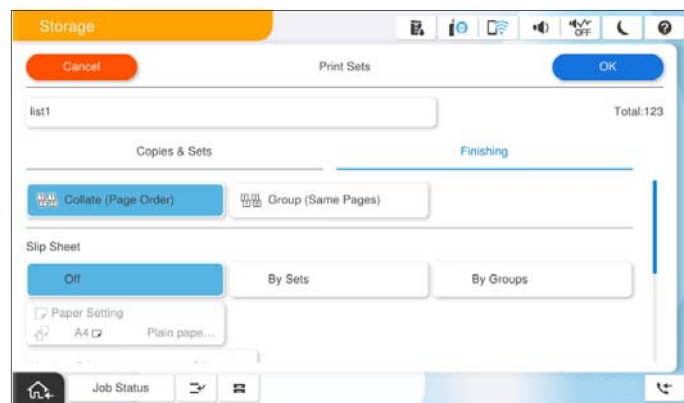 Storage
OFF
Cancel
Print Sets
OK
list1
Total:123
Copies & Sets
Finishing
Collate (Page Order)
Group (Same Pages)
Slip Sheet
Off
By Sets
By Groups
Paper Setting
A4
Plain pape...
Job Status